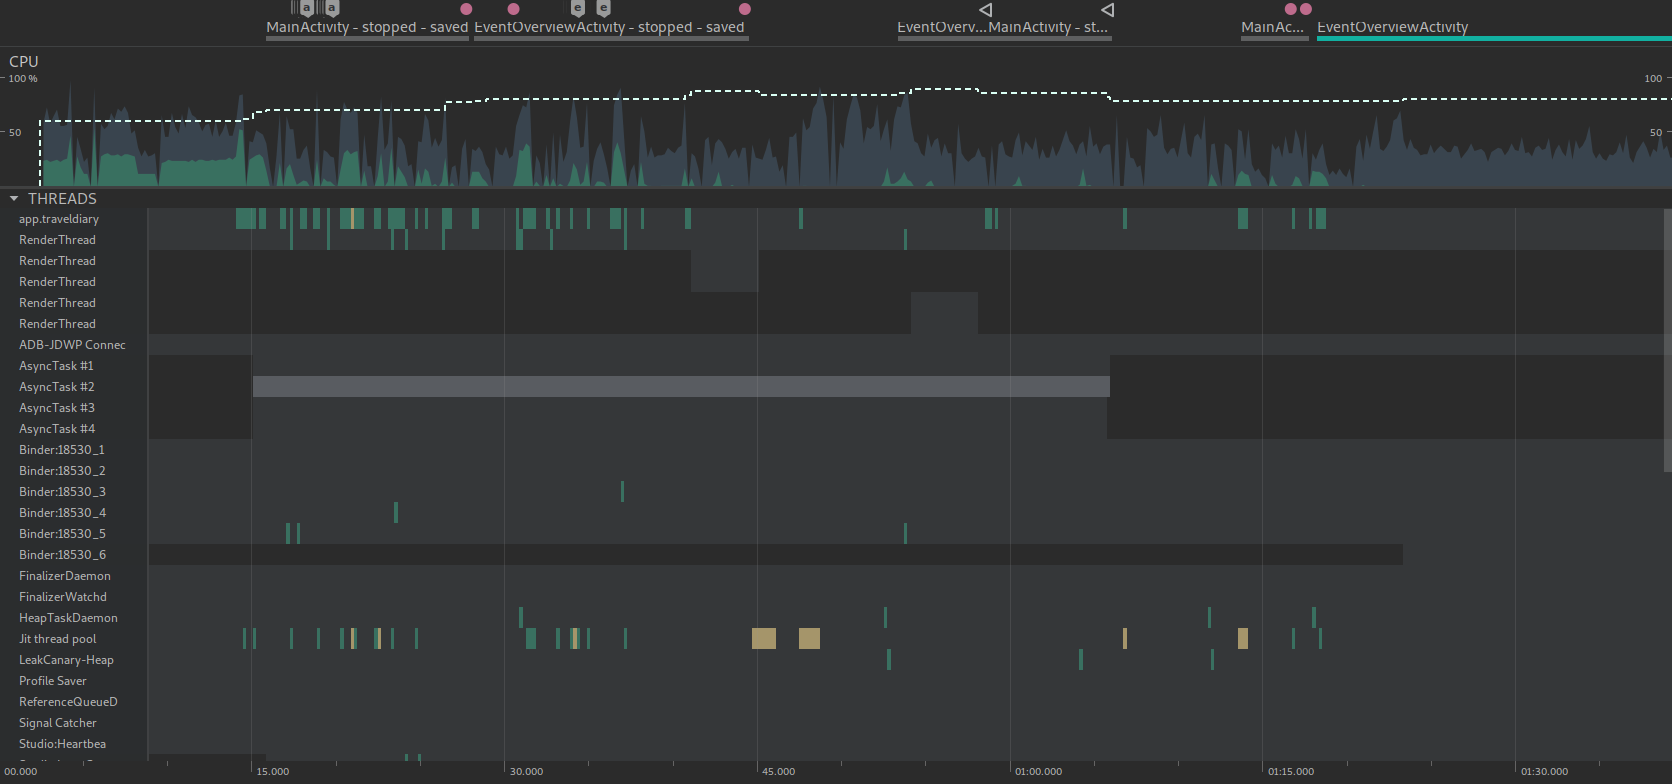 a a e e
MainActivity - stopped - saved EventOverviewActivity - stopped - saved EventOverv... MainActivity - st... MainAc... EventOverviewActivity
CPU
100 % 100
50 50
THREADS
app.traveldiary
RenderThread
RenderThread
RenderThread
RenderThread
RenderThread
ADB-JDWP Connec
AsyncTask #1
AsyncTask #2
AsyncTask #3
AsyncTask #4
Binder:18530_1
Binder:18530_2
Binder:18530_3
Binder:18530_4
Binder:18530_5
Binder:18530_6
FinalizerDaemon
FinalizerWatchd
HeapTaskDaemon
Jit thread pool
LeakCanary-Heap
Profile Saver
ReferenceQueueD
Signal Catcher
Studio:Heartbea
00.000 15.000 30.000 45.000 01:00.000 01:15.000 01:30.000